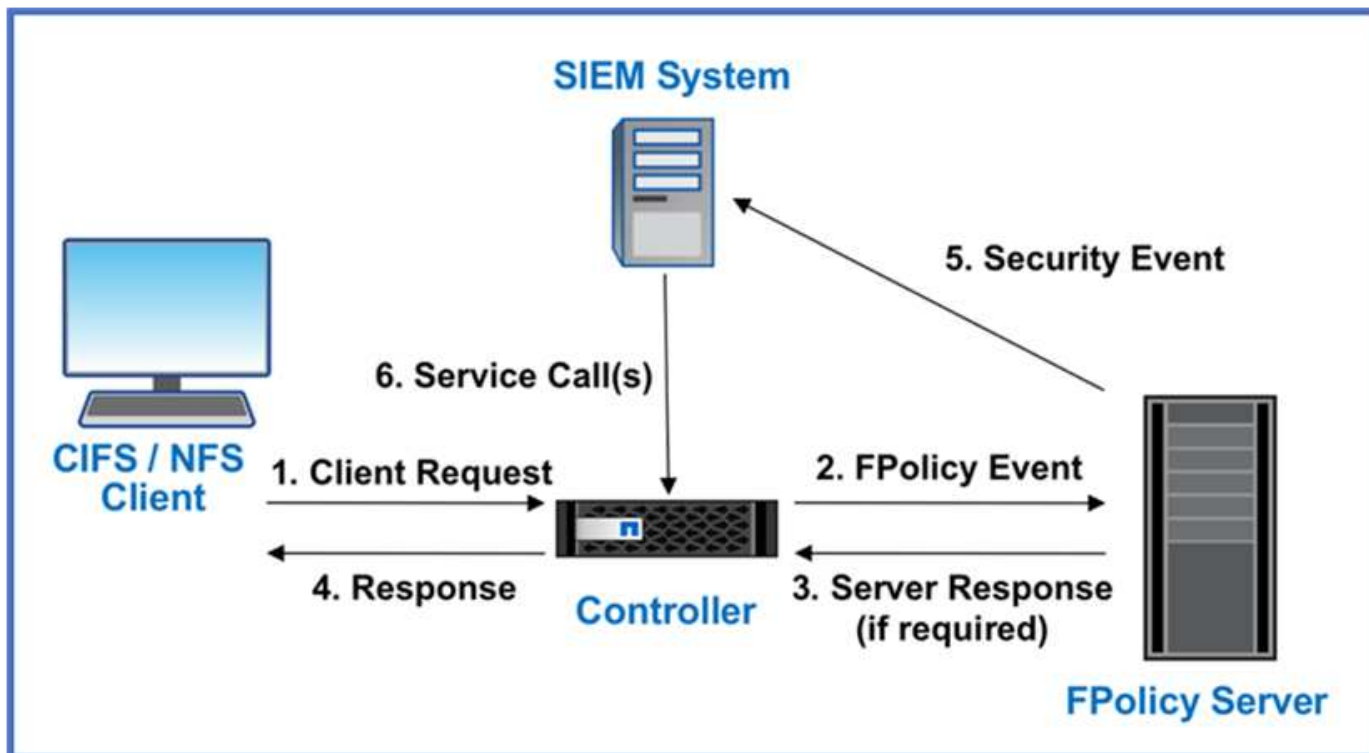 SIEM System
5. Security Event
6. Service Call(s)
CIFS / NFS
Client
1. Client Request
2. FPolicy Event
4. Response
3. Server Response
(if required)
Controller
FPolicy Server